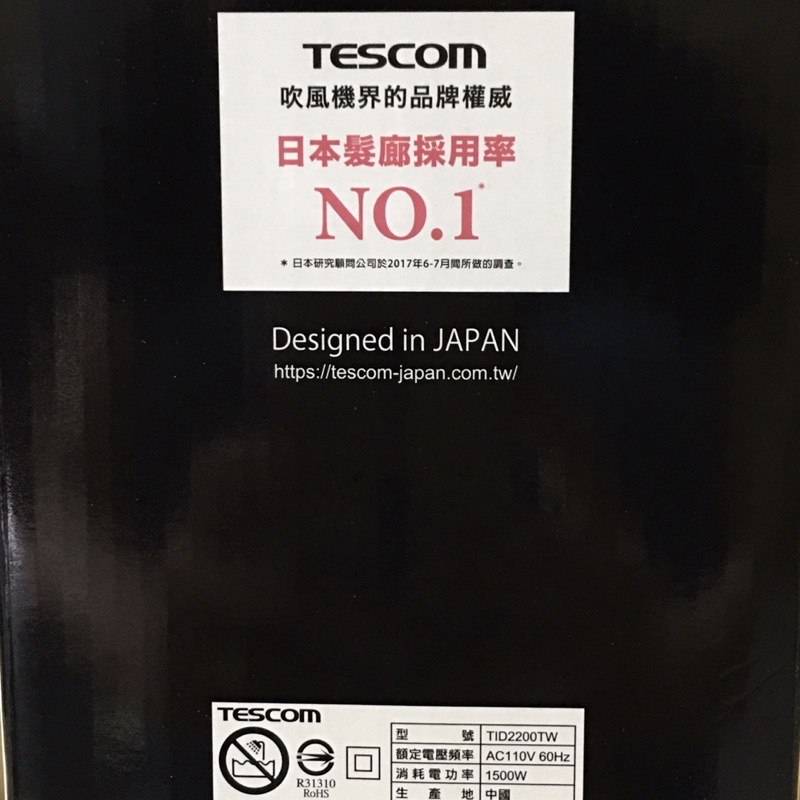 TESCOM
吹風機界的品牌權威
日本髮廊採用率
NO.1*
* 日本研究顧問公司於2017年6-7月間所做的調查。
Designed in JAPAN
https://tescom-japan.com.tw/
TESCOM
型 號 TID2200TW
額定電壓頻率 AC110V 60Hz
消耗電功率 1500W
生 產 地 中國
R31310
RoHS